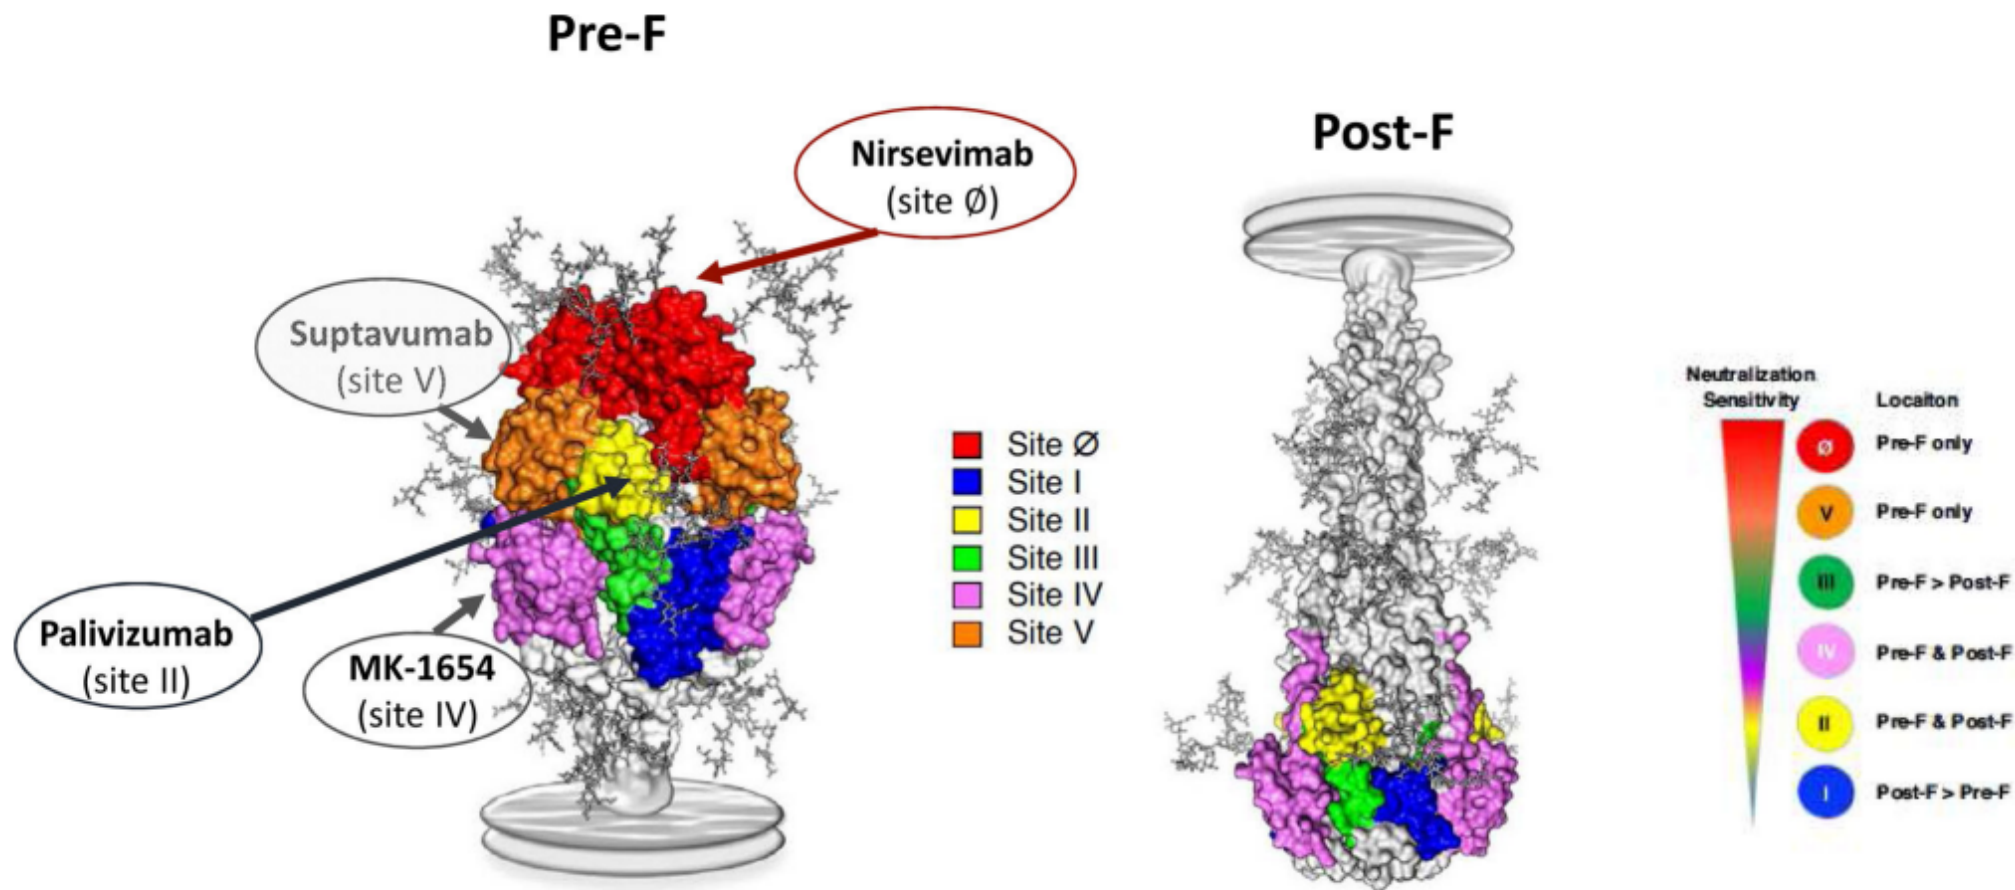 Pre-F
Nirsevimab
(site Ø)
Post-F
Suptavumab
(site V)
Palivizumab
(site II)
MK-1654
(site IV)
Site Ø
Site I
Site II
Site III
Site IV
Site V
Neutralization
Sensitivity
Locaiton
Ø Pre-F only
V Pre-F only
III Pre-F > Post-F
IV Pre-F & Post-F
II Pre-F & Post-F
I Post-F > Pre-F